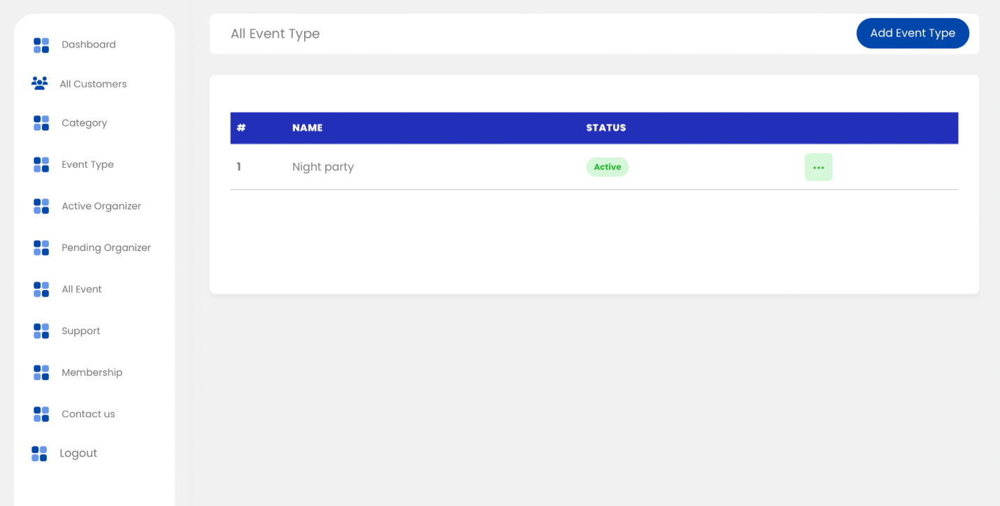 Dashboard
All Customers
Category
Event Type
Active Organizer
Pending Organizer
All Event
Support
Membership
Contact us
Logout
All Event Type
Add Event Type
# NAME STATUS
1 Night party Active ...